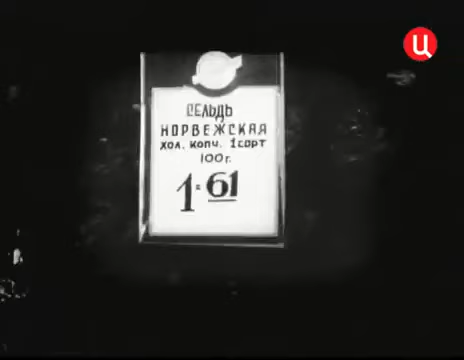 Ц
СЕЛЬДЬ
НОРВЕЖСКАЯ
ХОЛ. КОПЧ. 1 СОРТ
100 г.
1=61